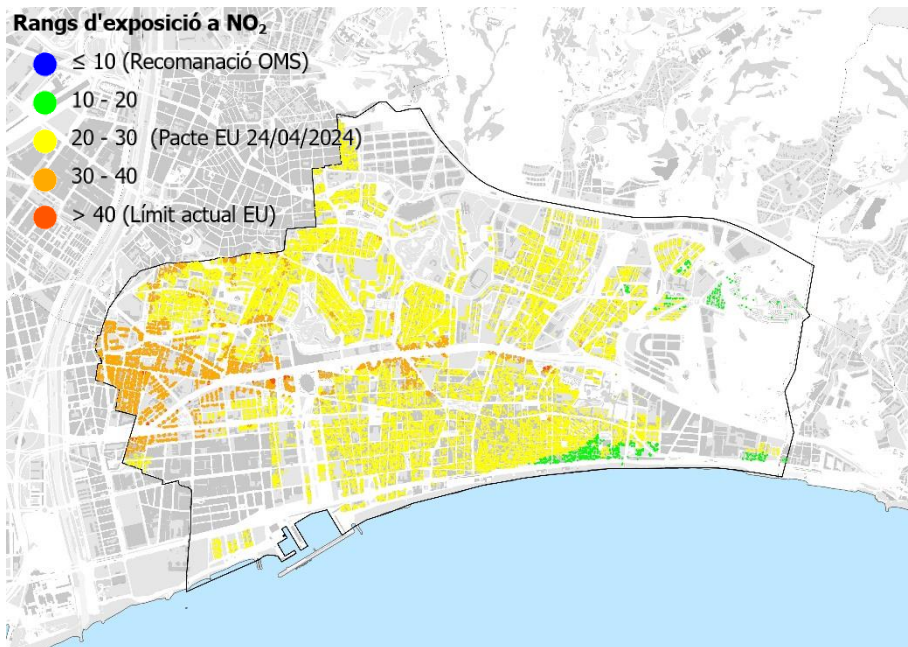 Rangs d'exposició a NO₂
≤ 10 (Recomanació OMS)
10 - 20
20 - 30 (Pacte EU 24/04/2024)
30 - 40
> 40 (Límit actual EU)